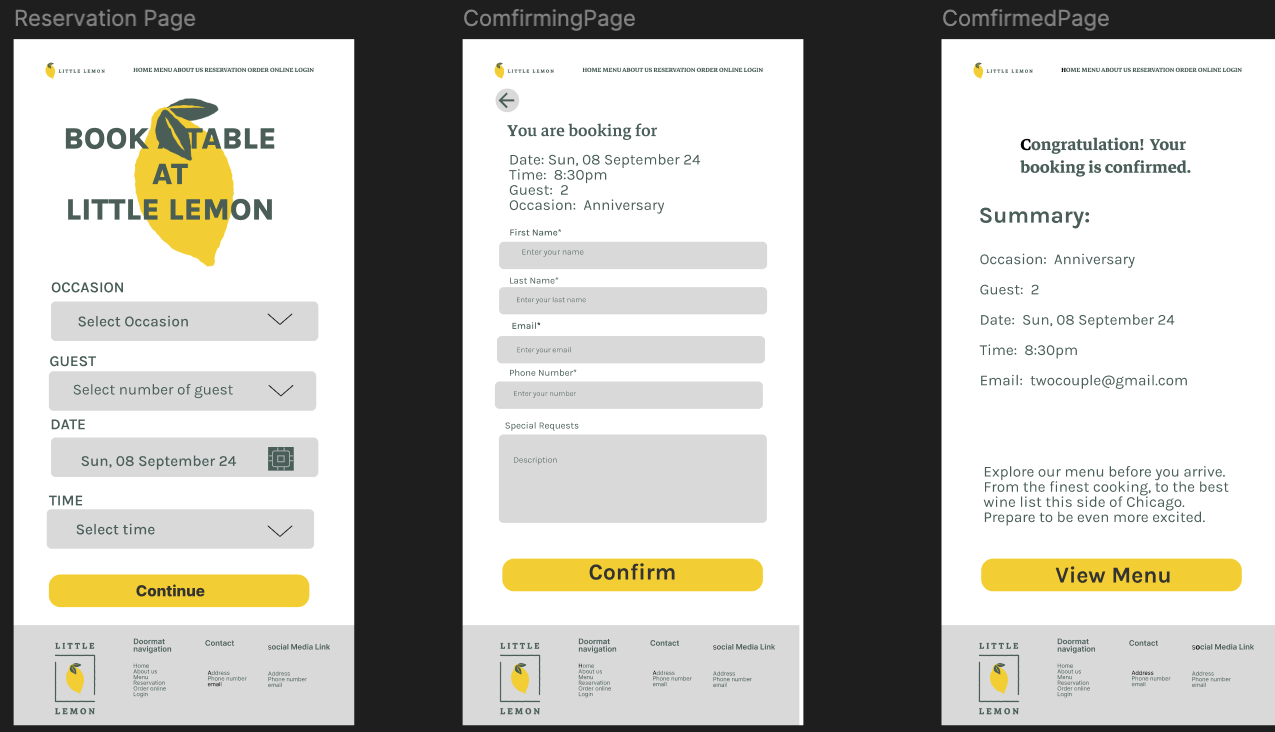 Reservation Page
LITTLE LEMON
HOME MENU ABOUT US RESERVATION ORDER ONLINE LOGIN
BOOK A TABLE
AT
LITTLE LEMON
OCCASION
Select Occasion
GUEST
Select number of guest
DATE
Sun, 08 September 24
TIME
Select time
Continue
LITTLE
LEMON
Doormat
navigation
Home
About us
Menu
Reservation
Order online
Login
Contact
Address
Phone number
email
social Media Link
Address
Phone number
email
ComfirmingPage
LITTLE LEMON
HOME MENU ABOUT US RESERVATION ORDER ONLINE LOGIN
You are booking for
Date: Sun, 08 September 24
Time: 8:30pm
Guest: 2
Occasion: Anniversary
First Name*
Enter your name
Last Name*
Enter your last name
Email*
Enter your email
Phone Number*
Enter your number
Special Requests
Description
Confirm
LITTLE
LEMON
Doormat
navigation
Home
About us
Menu
Reservation
Order online
Login
Contact
Address
Phone number
email
social Media Link
Address
Phone number
email
ComfirmedPage
LITTLE LEMON
HOME MENU ABOUT US RESERVATION ORDER ONLINE LOGIN
Congratulation! Your
booking is confirmed.
Summary:
Occasion: Anniversary
Guest: 2
Date: Sun, 08 September 24
Time: 8:30pm
Email: twocouple@gmail.com
Explore our menu before you arrive.
From the finest cooking, to the best
wine list this side of Chicago.
Prepare to be even more excited.
View Menu
LITTLE
LEMON
Doormat
navigation
Home
About us
Menu
Reservation
Order online
Login
Contact
Address
Phone number
email
social Media Link
Address
Phone number
email